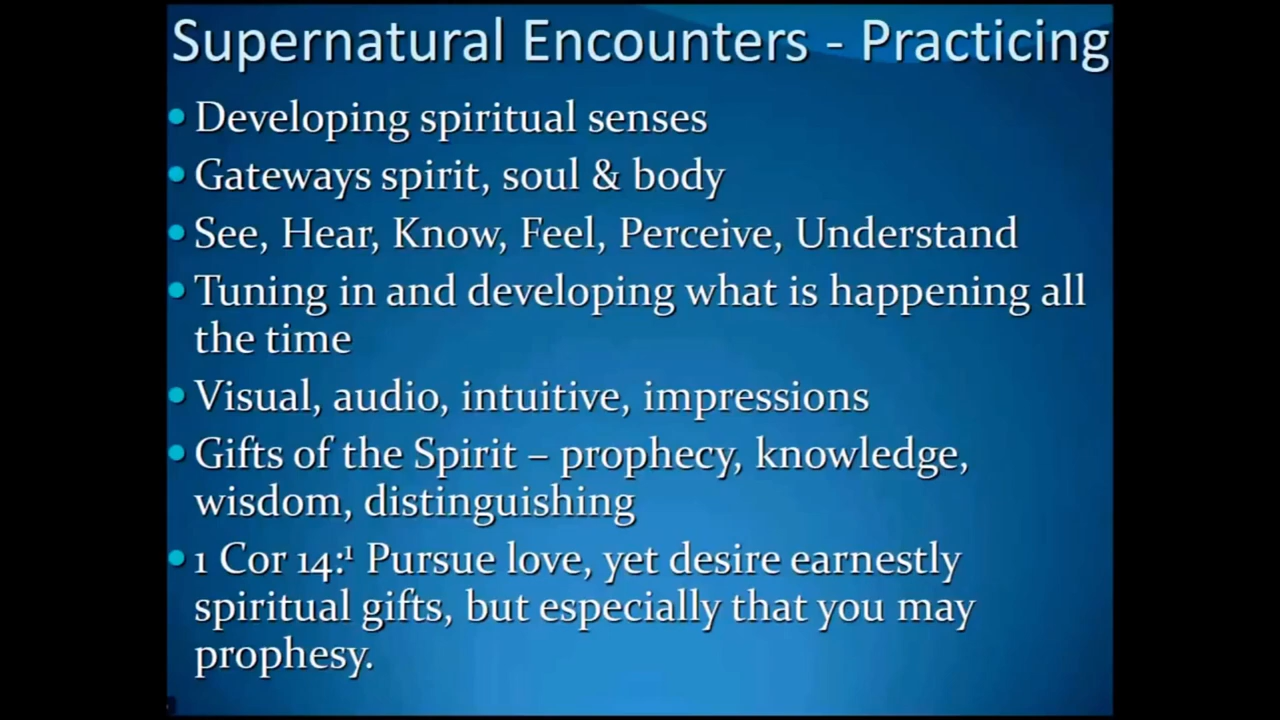 Supernatural Encounters - Practicing
• Developing spiritual senses
• Gateways spirit, soul & body
• See, Hear, Know, Feel, Perceive, Understand
• Tuning in and developing what is happening all
the time
• Visual, audio, intuitive, impressions
• Gifts of the Spirit – prophecy, knowledge,
wisdom, distinguishing
• 1 Cor 14:¹ Pursue love, yet desire earnestly
spiritual gifts, but especially that you may
prophesy.